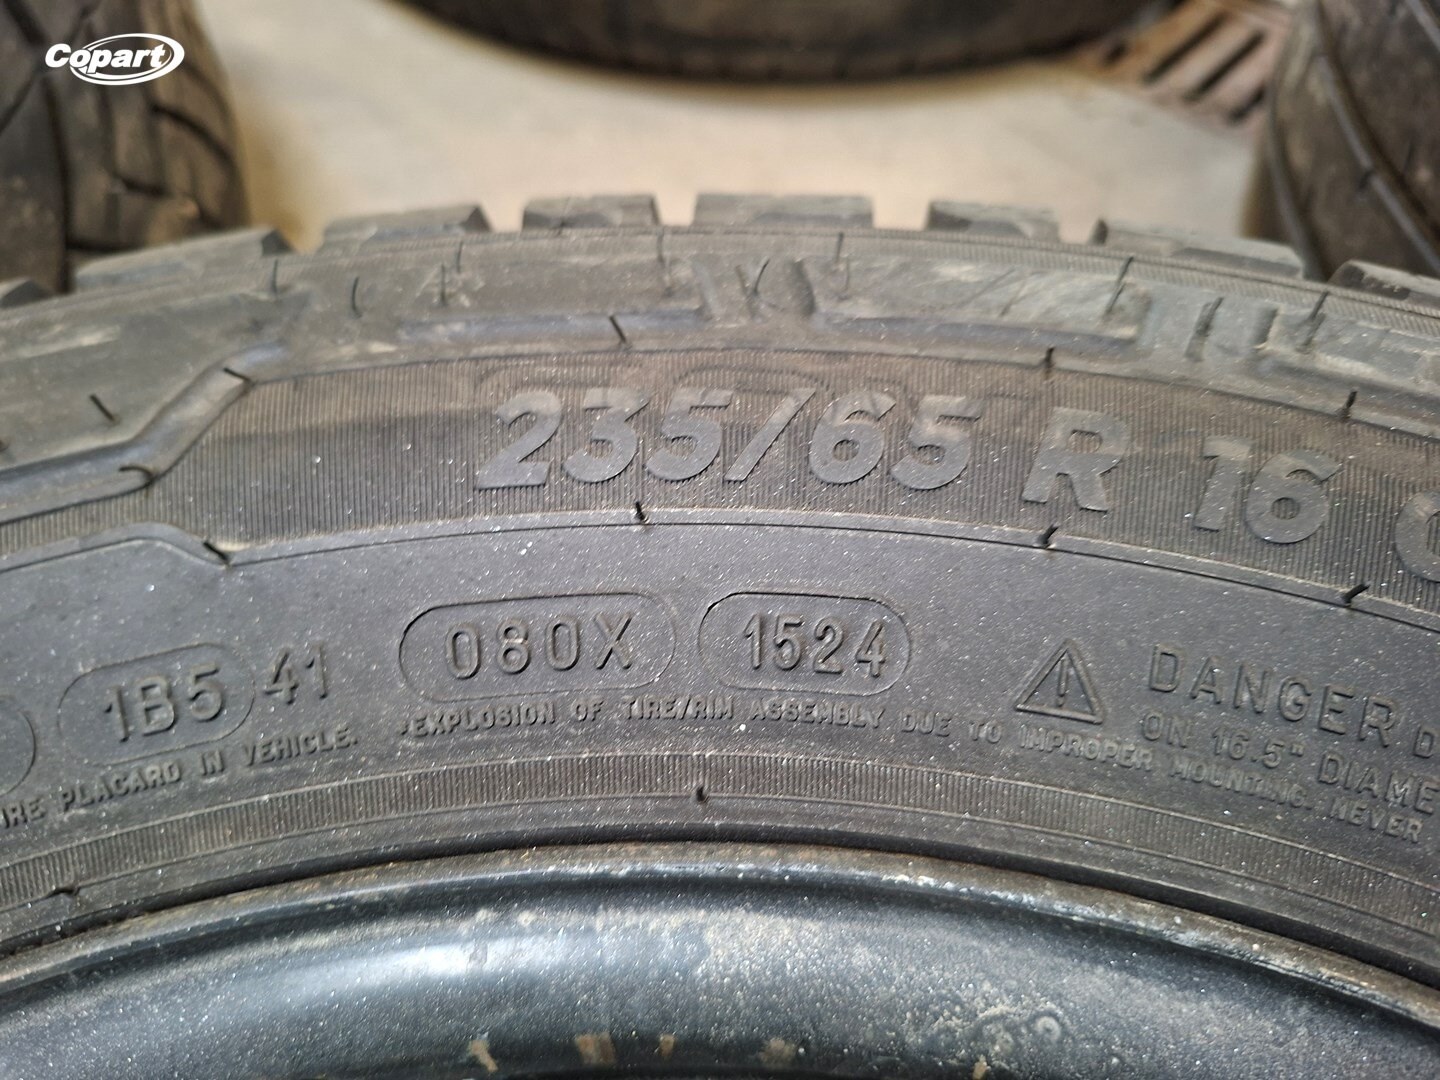 Copart
235/65 R 16 C
1B5 41 080X 1524
PLACARD IN VEHICLE. •EXPLOSION OF TIRE/RIM ASSEMBLY DUE TO IMPROPER MOUNTING. NEVER
DANGER
ON 16.5" DIAME